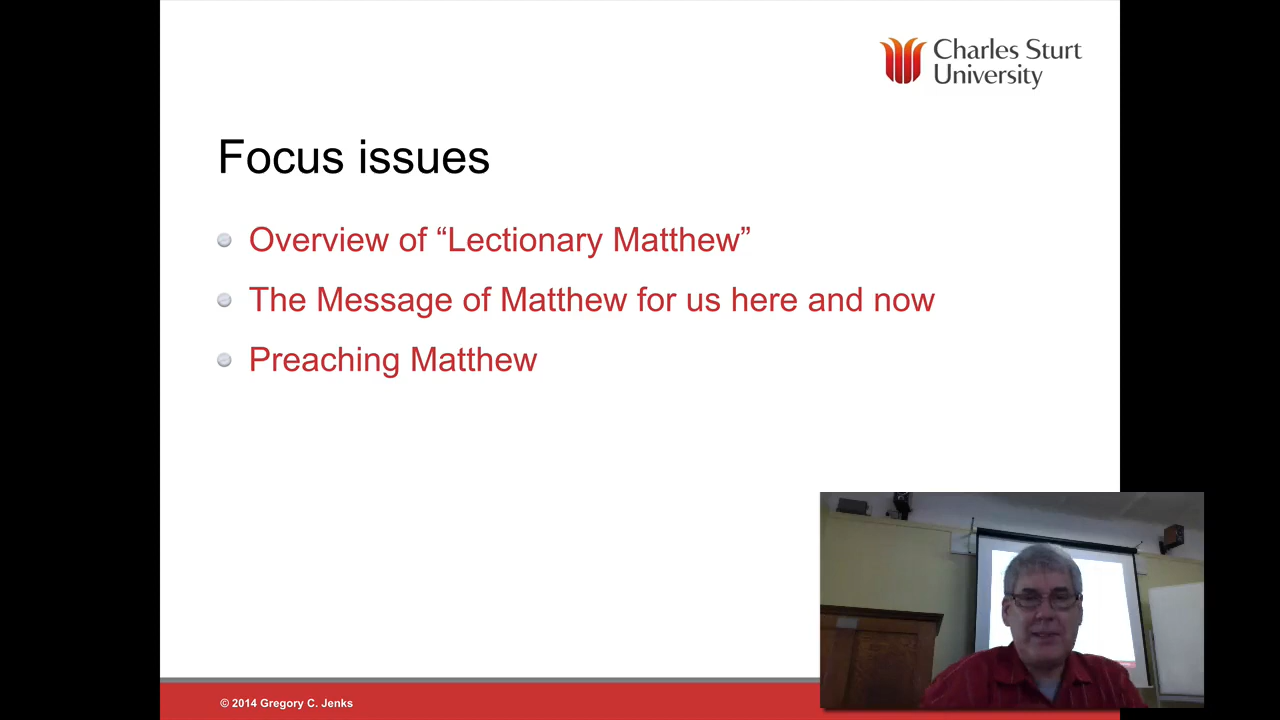 Charles Sturt
University
Focus issues
Overview of “Lectionary Matthew”
The Message of Matthew for us here and now
Preaching Matthew
© 2014 Gregory C. Jenks